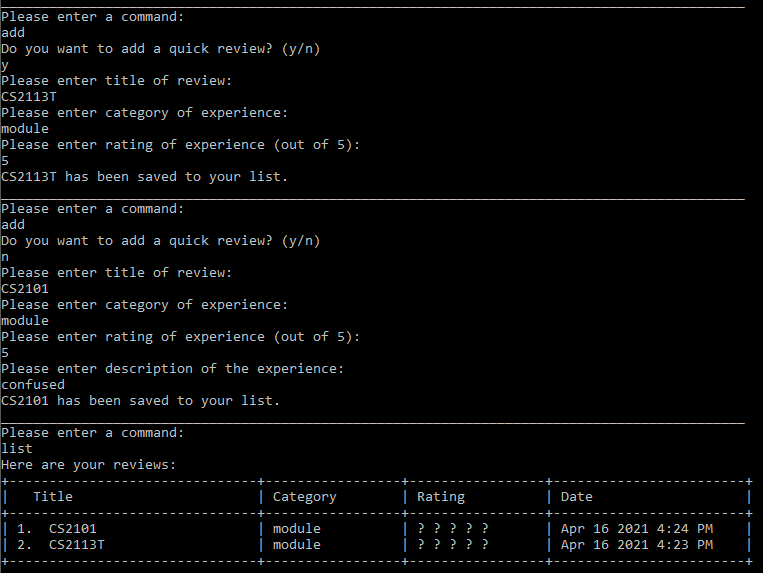 _____________________________________________________________________________________________
Please enter a command:
add
Do you want to add a quick review? (y/n)
y
Please enter title of review:
CS2113T
Please enter category of experience:
module
Please enter rating of experience (out of 5):
5
CS2113T has been saved to your list.
_____________________________________________________________________________________________
Please enter a command:
add
Do you want to add a quick review? (y/n)
n
Please enter title of review:
CS2101
Please enter category of experience:
module
Please enter rating of experience (out of 5):
5
Please enter description of the experience:
confused
CS2101 has been saved to your list.
_____________________________________________________________________________________________
Please enter a command:
list
Here are your reviews:
+-------------------------------+-----------------+-----------------+------------------------+
|   Title                       | Category        | Rating          | Date                   |
+-------------------------------+-----------------+-----------------+------------------------+
| 1.  CS2101                    | module          | ? ? ? ? ?       | Apr 16 2021 4:24 PM    |
| 2.  CS2113T                   | module          | ? ? ? ? ?       | Apr 16 2021 4:23 PM    |
+-------------------------------+-----------------+-----------------+------------------------+